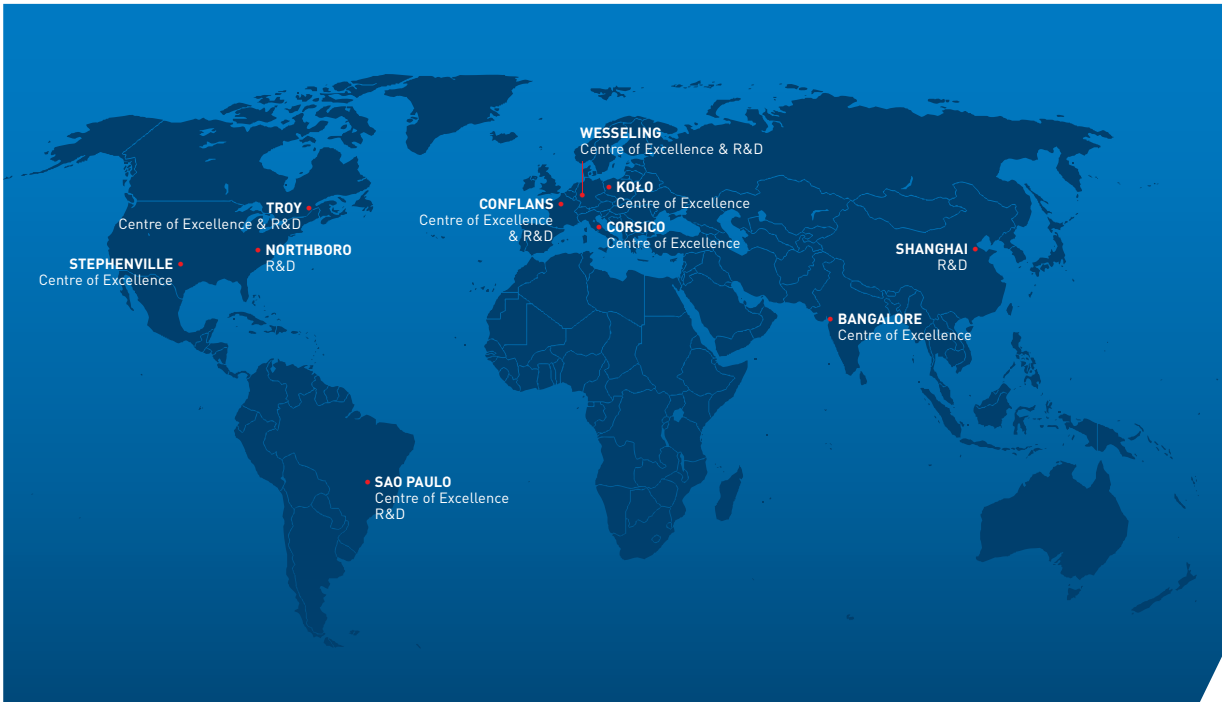 WESSELING
Centre of Excellence & R&D
KOŁO
Centre of Excellence
CONFLANS
Centre of Excellence
& R&D
CORSICO
Centre of Excellence
TROY
Centre of Excellence & R&D
NORTHBORO
R&D
STEPHENVILLE
Centre of Excellence
SHANGHAI
R&D
BANGALORE
Centre of Excellence
SAO PAULO
Centre of Excellence
R&D